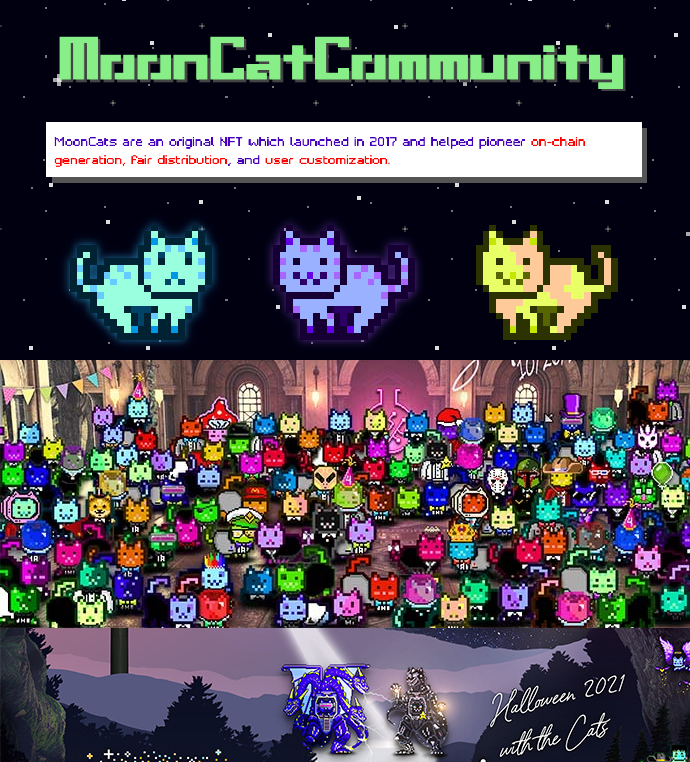 MoonCatCommunity
MoonCats are an original NFT which launched in 2017 and helped pioneer on-chain
generation, fair distribution, and user customization.
Halloween 2021
with the Cats